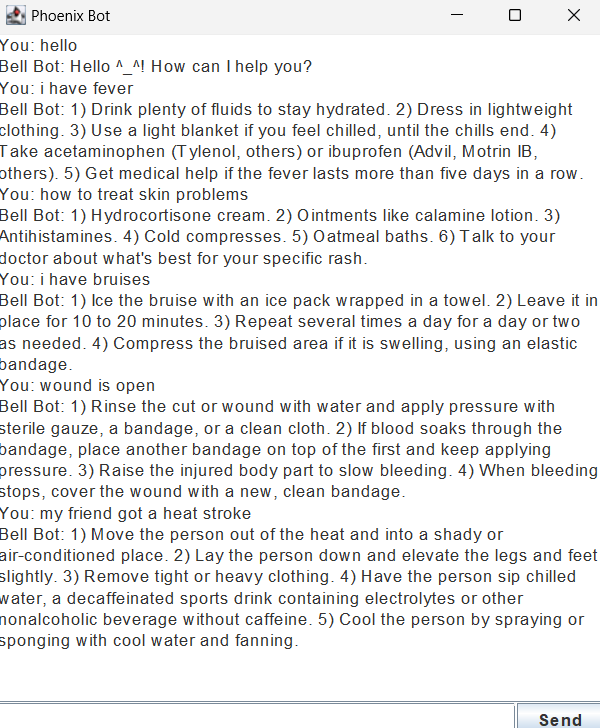 Phoenix Bot
You: hello
Bell Bot: Hello ^_^! How can I help you?
You: i have fever
Bell Bot: 1) Drink plenty of fluids to stay hydrated. 2) Dress in lightweight
clothing. 3) Use a light blanket if you feel chilled, until the chills end. 4)
Take acetaminophen (Tylenol, others) or ibuprofen (Advil, Motrin IB,
others). 5) Get medical help if the fever lasts more than five days in a row.
You: how to treat skin problems
Bell Bot: 1) Hydrocortisone cream. 2) Ointments like calamine lotion. 3)
Antihistamines. 4) Cold compresses. 5) Oatmeal baths. 6) Talk to your
doctor about what's best for your specific rash.
You: i have bruises
Bell Bot: 1) Ice the bruise with an ice pack wrapped in a towel. 2) Leave it in
place for 10 to 20 minutes. 3) Repeat several times a day for a day or two
as needed. 4) Compress the bruised area if it is swelling, using an elastic
bandage.
You: wound is open
Bell Bot: 1) Rinse the cut or wound with water and apply pressure with
sterile gauze, a bandage, or a clean cloth. 2) If blood soaks through the
bandage, place another bandage on top of the first and keep applying
pressure. 3) Raise the injured body part to slow bleeding. 4) When bleeding
stops, cover the wound with a new, clean bandage.
You: my friend got a heat stroke
Bell Bot: 1) Move the person out of the heat and into a shady or
air-conditioned place. 2) Lay the person down and elevate the legs and feet
slightly. 3) Remove tight or heavy clothing. 4) Have the person sip chilled
water, a decaffeinated sports drink containing electrolytes or other
nonalcoholic beverage without caffeine. 5) Cool the person by spraying or
sponging with cool water and fanning.
Send